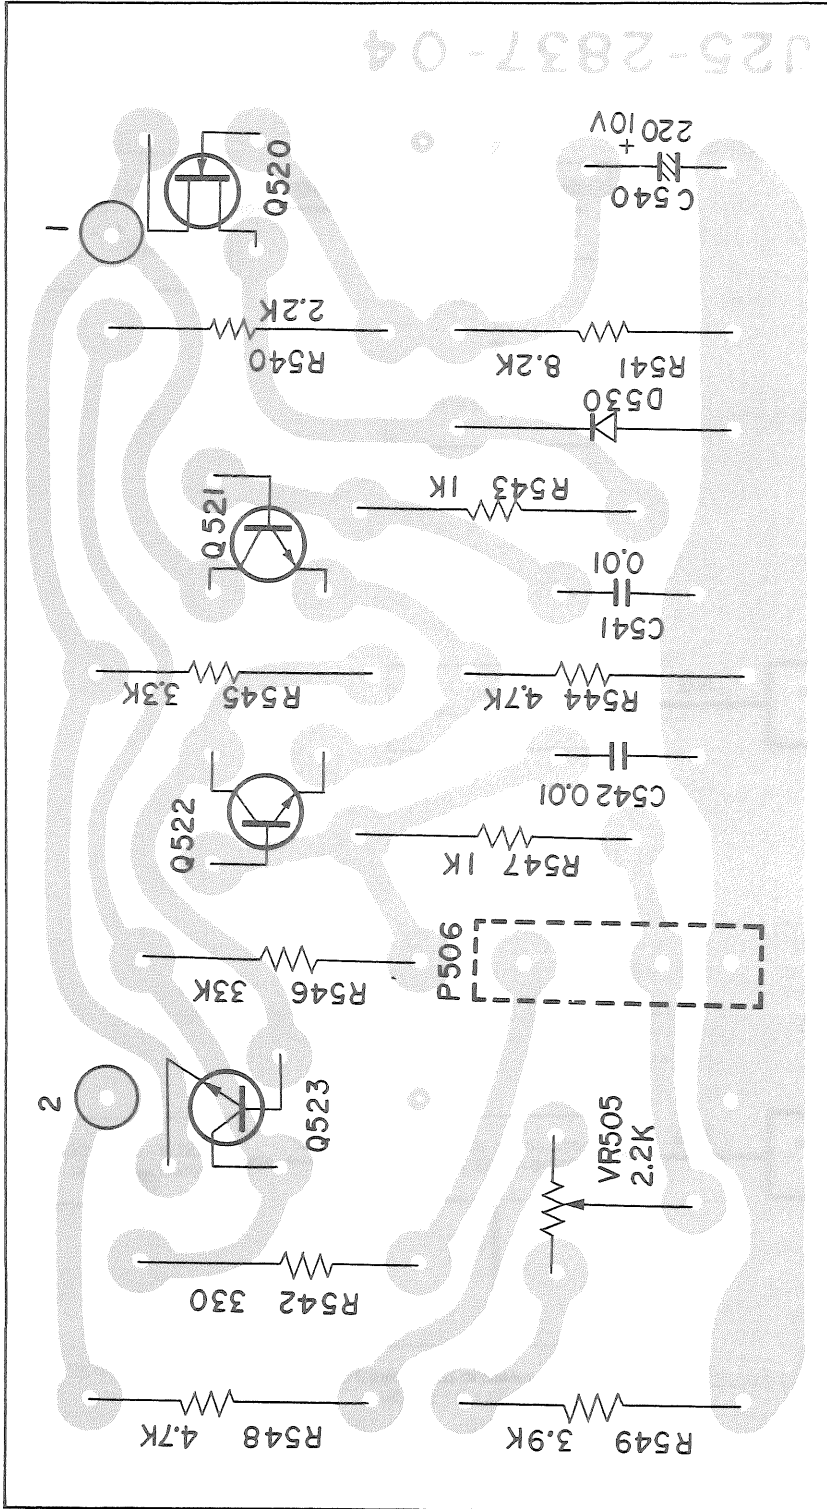 J25-2837-04
220 10V
+
C540
1
Q520
2.2K
R540
8.2K
R541
D530
Q521
1K
R543
0.01
C541
3.3K
R545
4.7K
R544
Q522
C542 0.01
1K
R547
33K
R546
P506
2
Q523
VR505
2.2K
330
R542
4.7K
R548
3.9K
R549